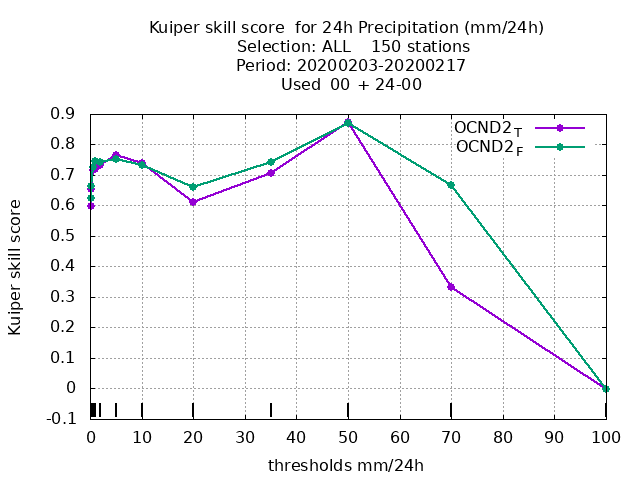 Kuiper skill score  for 24h Precipitation (mm/24h)
Selection: ALL    150 stations
Period: 20200203-20200217
Used  00 + 24-00
OCND2_T
OCND2_F
0.9
0.8
0.7
0.6
0.5
0.4
0.3
0.2
0.1
0
-0.1
Kuiper skill score
0 10 20 30 40 50 60 70 80 90 100
thresholds mm/24h